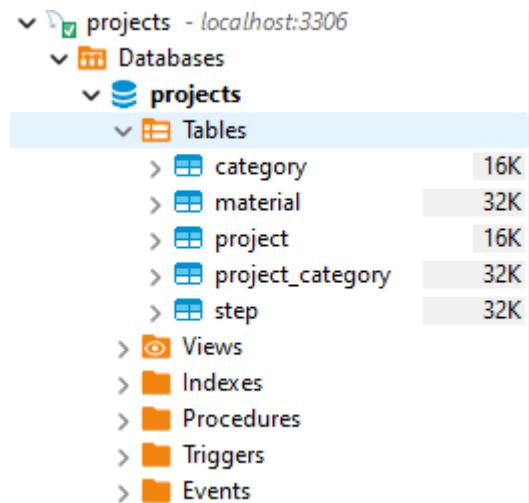 projects - localhost:3306
Databases
projects
Tables
category 16K
material 32K
project 16K
project_category 32K
step 32K
Views
Indexes
Procedures
Triggers
Events